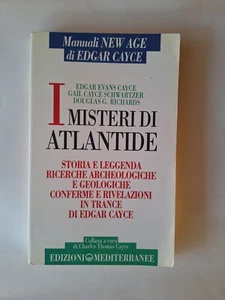 Manuali NEW AGE
di EDGAR CAYCE
EDGAR EVANS CAYCE
GAIL CAYCE SCHWARTZER
DOUGLAS G. RICHARDS
I MISTERI DI
ATLANTIDE
STORIA E LEGGENDA
RICERCHE ARCHEOLOGICHE
E GEOLOGICHE
CONFERME E RIVELAZIONI
IN TRANCE
DI EDGAR CAYCE
Collana a cura
di Charles Thomas Cayce
EDIZIONI MEDITERRANEE